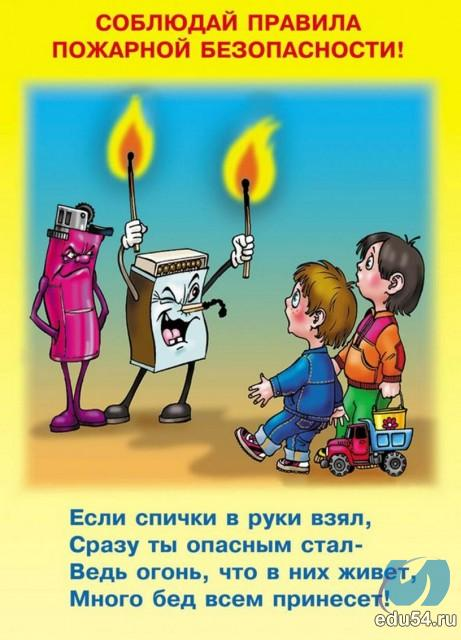 СОБЛЮДАЙ ПРАВИЛА
ПОЖАРНОЙ БЕЗОПАСНОСТИ!
Если спички в руки взял,
Сразу ты опасным стал-
Ведь огонь, что в них живет,
Много бед всем принесет!
edu54.ru